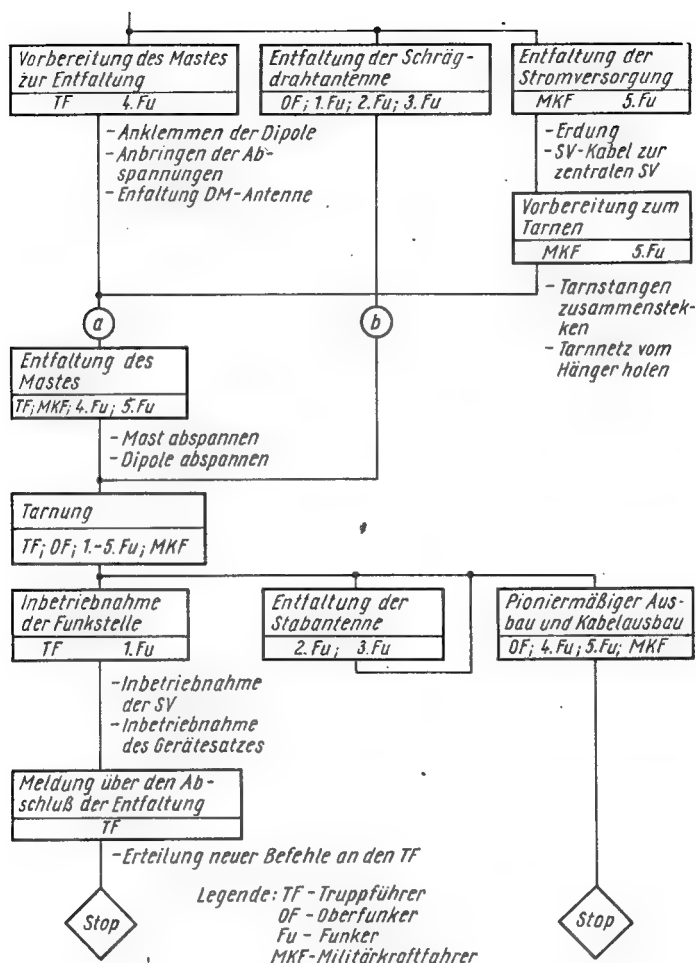 Vorbereitung des Mastes
zur Entfaltung
TF 4.Fu
Entfaltung der Schräg-
drahtantenne
OF; 1.Fu; 2.Fu; 3.Fu
Entfaltung der
Stromversorgung
MKF 5.Fu
-Anklemmen der Dipole
-Anbringen der Ab-
spannungen
-Enfaltung DM-Antenne
-Erdung
-SV-Kabel zur
zentralen SV
Vorbereitung zum
Tarnen
MKF 5.Fu
-Tarnstangen
zusammenstek-
ken
-Tarnnetz vom
Hänger holen
a
b
Entfaltung des
Mastes
TF; MKF; 4.Fu; 5.Fu
-Mast abspannen
-Dipole abspannen
Tarnung
TF; OF; 1.-5.Fu; MKF
Inbetriebnahme
der Funkstelle
TF 1.Fu
Entfaltung der
Stabantenne
2.Fu; 3.Fu
Pioniermäßiger Aus-
bau und Kabelausbau
OF; 4.Fu; 5.Fu; MKF
-Inbetriebnahme
der SV
-Inbetriebnahme
des Gerätesatzes
Meldung über den Ab-
schluß der Entfaltung
TF
-Erteilung neuer Befehle an den TF
Stop
Stop
Legende: TF - Truppführer
OF - Oberfunker
Fu - Funker
MKF - Militärkraftfahrer